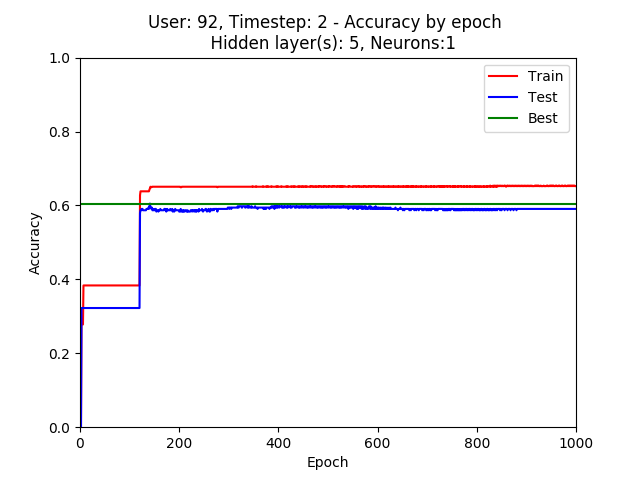 User: 92, Timestep: 2 - Accuracy by epoch
Hidden layer(s): 5, Neurons:1
1.0
0.8
0.6
0.4
0.2
0.0
Accuracy
Train
Test
Best
0 200 400 600 800 1000
Epoch